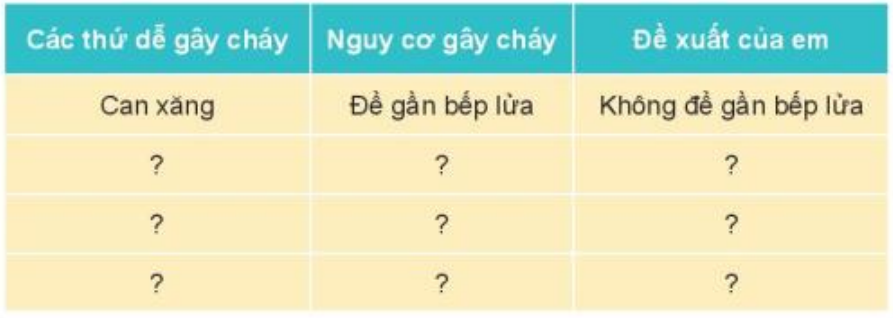 Các thứ dễ gây cháy Nguy cơ gây cháy Đề xuất của em
Can xăng Để gần bếp lửa Không để gần bếp lửa
? ? ?
? ? ?
? ? ?